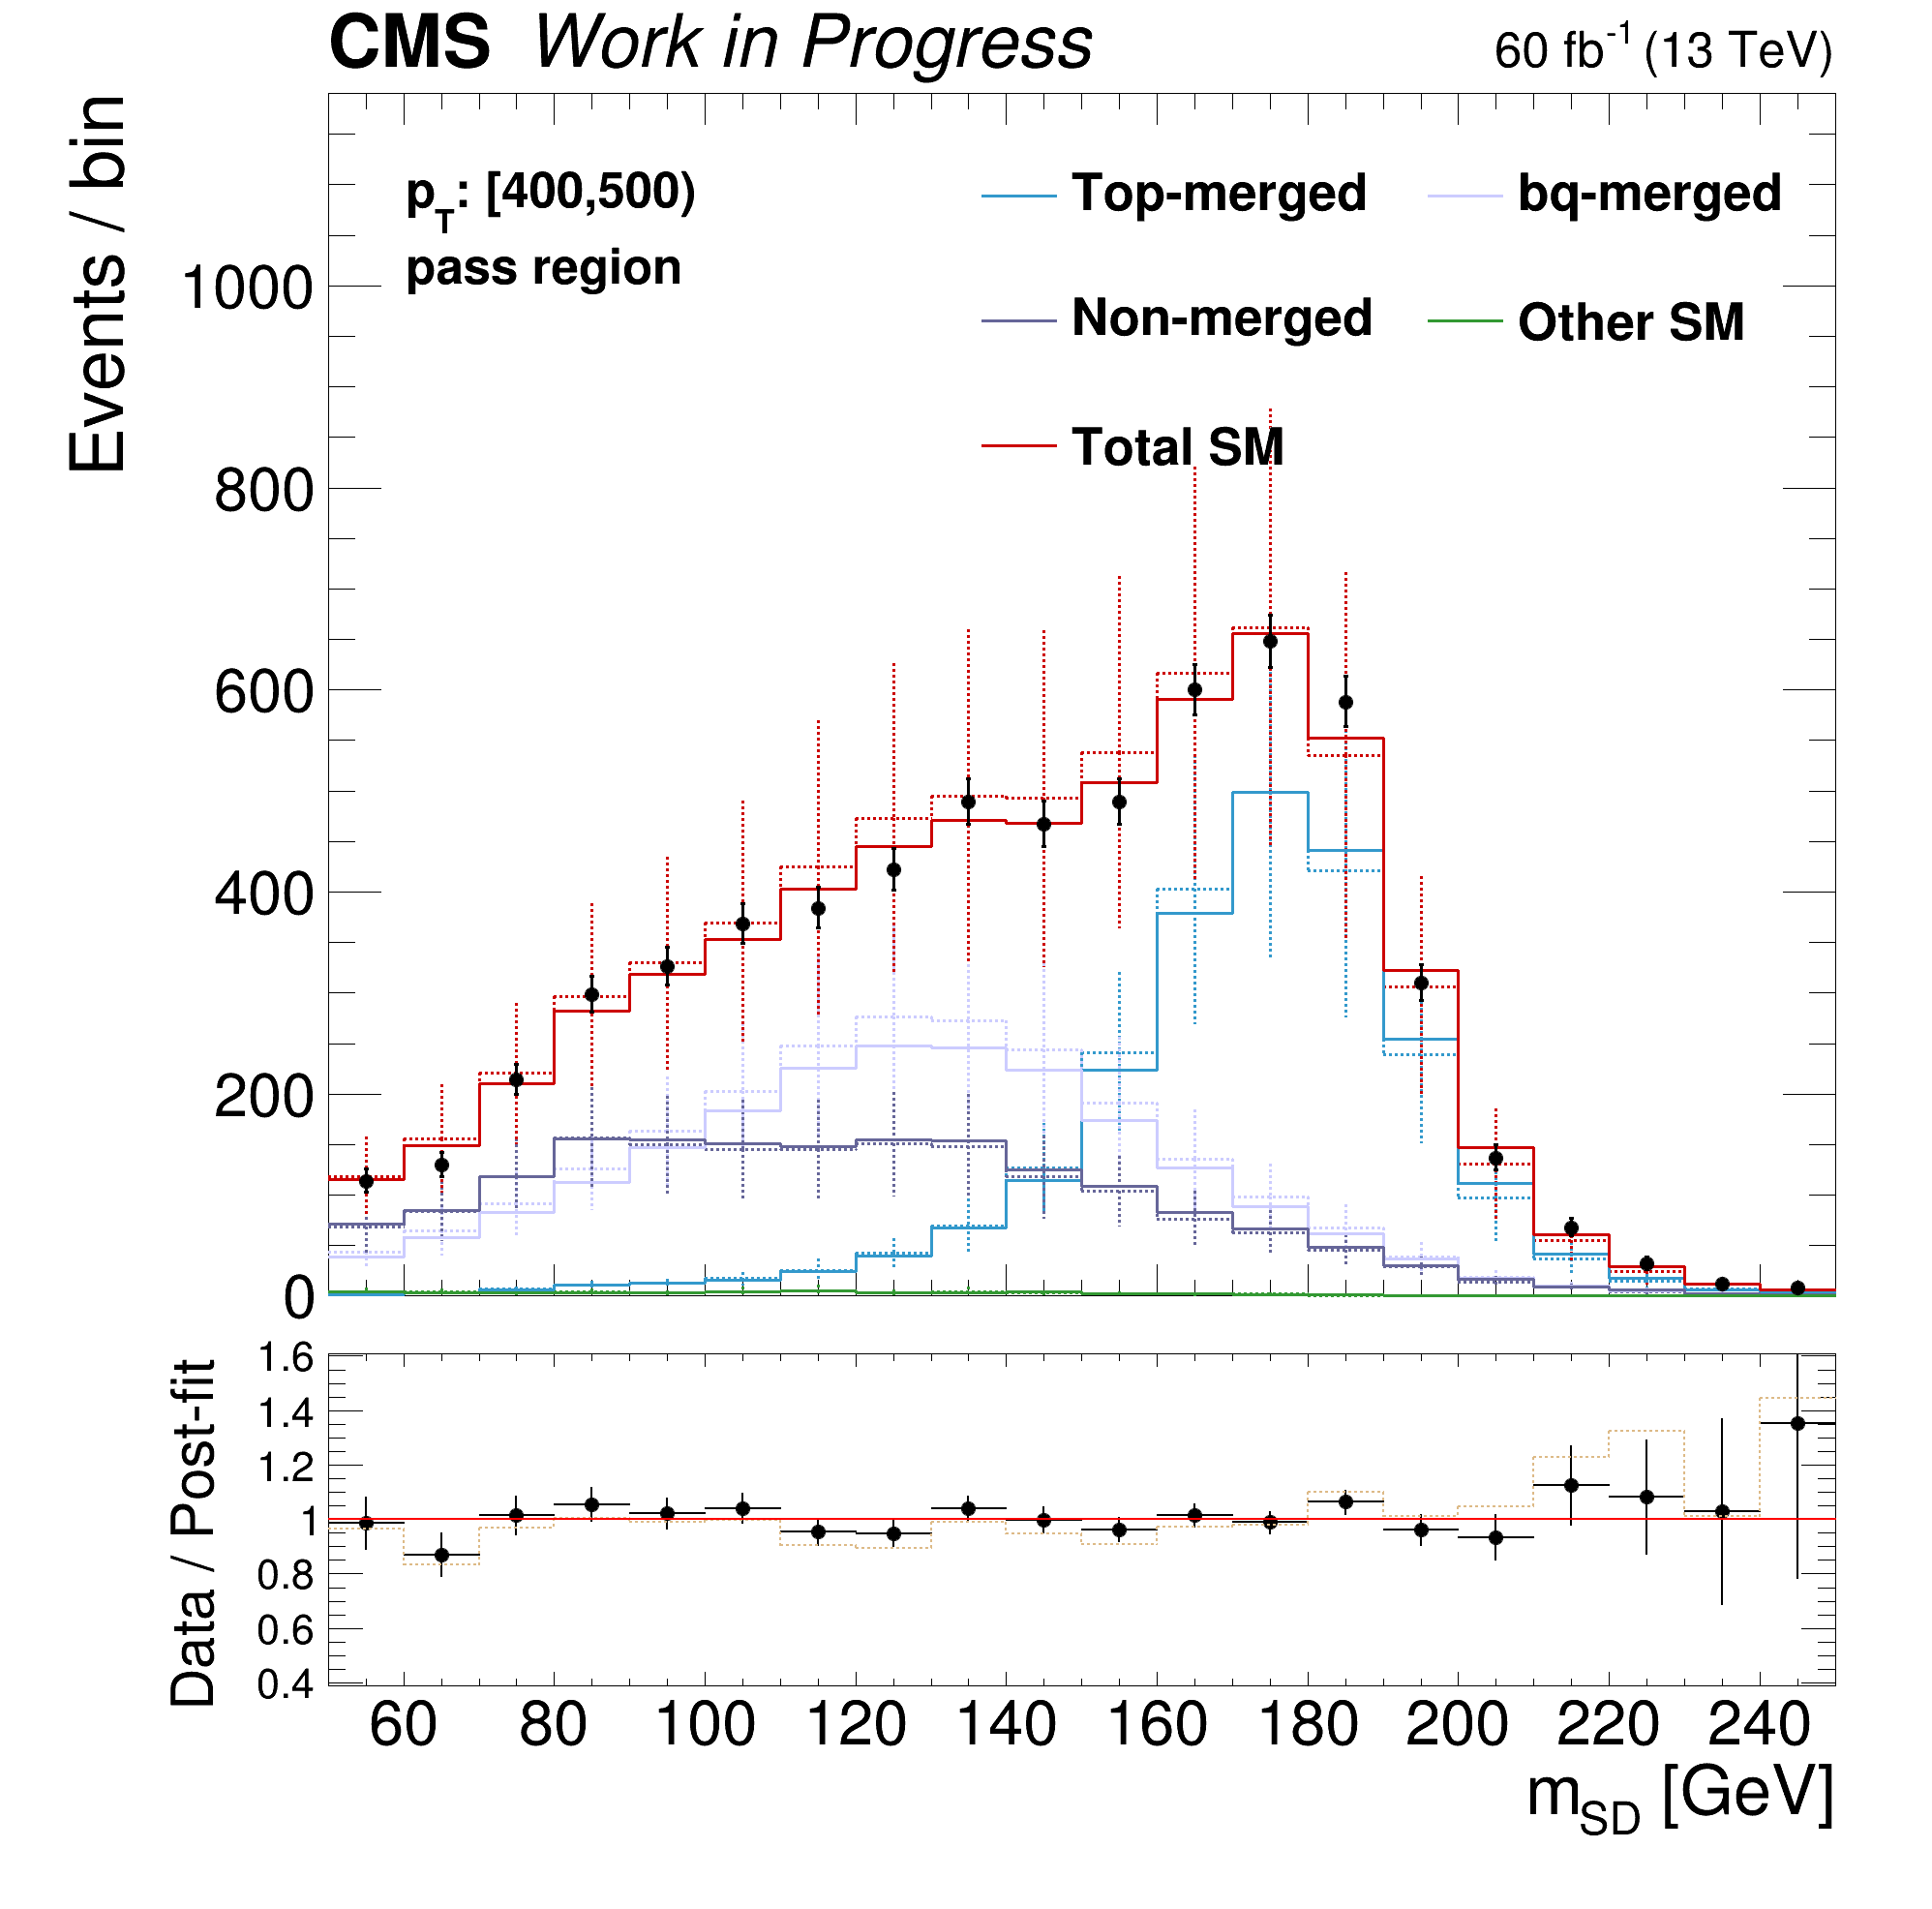 CMS Work in Progress
60 fb-1 (13 TeV)
Events / bin
pT: [400,500)
pass region
Top-merged
bq-merged
Non-merged
Other SM
Total SM
1000
800
600
400
200
0
Data / Post-fit
1.6
1.4
1.2
1
0.8
0.6
0.4
60 80 100 120 140 160 180 200 220 240
mSD [GeV]